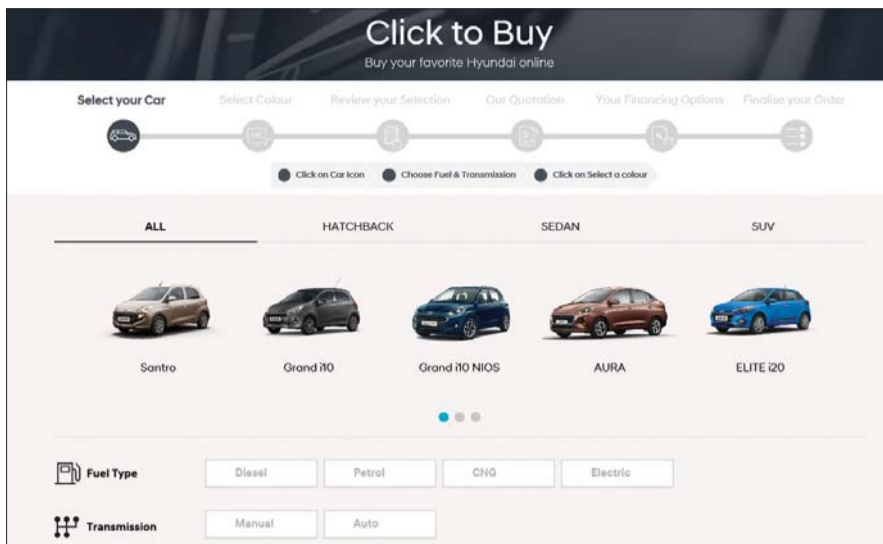 Click to Buy
Buy your favorite Hyundai online
Select your Car Select Colour Review your Selection Our Quotation Your Financing Options Finalise your Order
Click on Car Icon Choose Fuel & Transmission Click on Select a colour
ALL HATCHBACK SEDAN SUV
Santro Grand i10 Grand i10 NIOS AURA ELITE i20
Fuel Type Diesel Petrol CNG Electric
Transmission Manual Auto